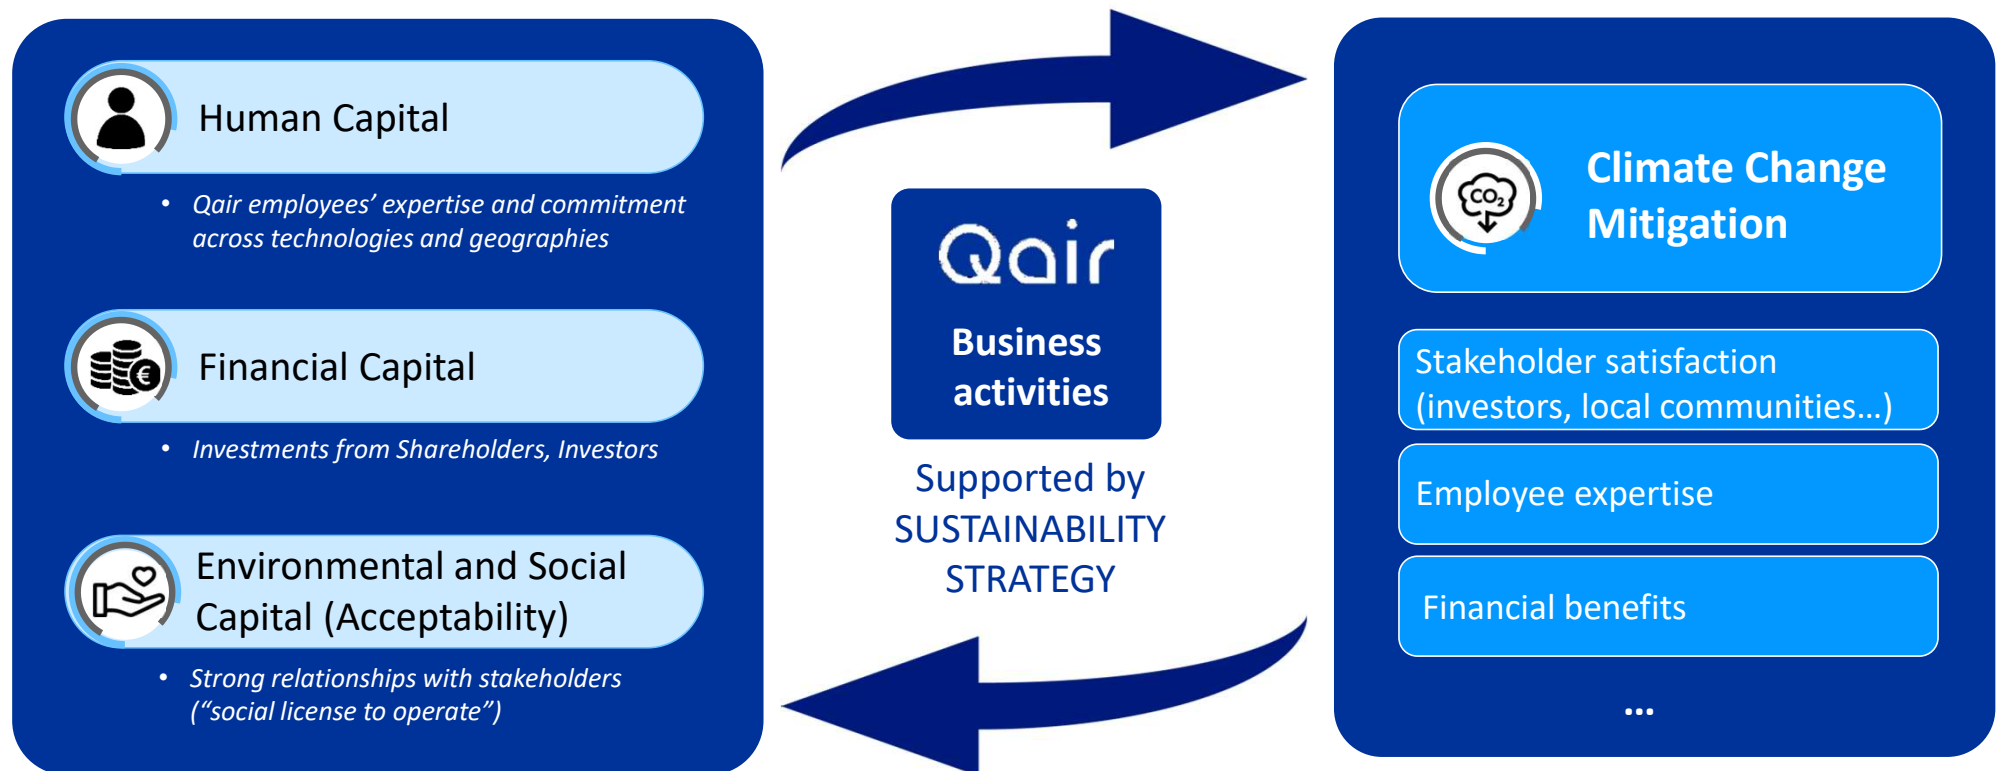 Human Capital
• Qair employees’ expertise and commitment
across technologies and geographies
Financial Capital
€
• Investments from Shareholders, Investors
Environmental and Social
Capital (Acceptability)
• Strong relationships with stakeholders
(“social license to operate”)
Qair
Business
activities
Supported by
SUSTAINABILITY
STRATEGY
CO2
Climate Change
Mitigation
Stakeholder satisfaction
(investors, local communities…)
Employee expertise
Financial benefits
…